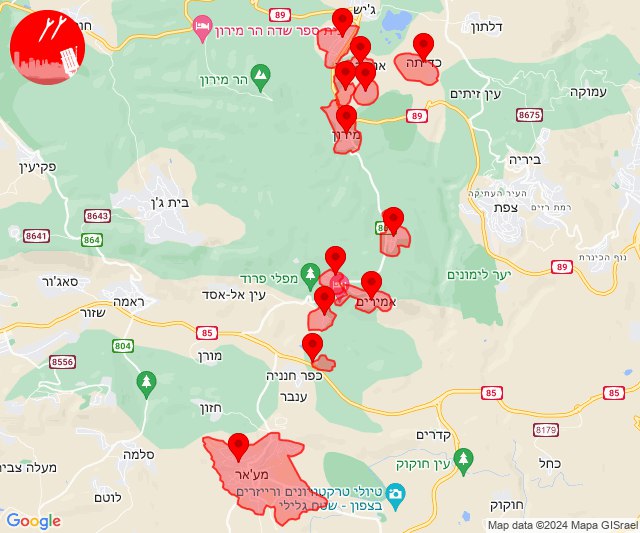 ג'יש
דלתון
בית ספר שדה הר מירון
כדיתה
הר מירון
עין זיתים
עמוקה
89
8675
מירון
ביריה
פקיעין
העיר העתיקה
רמת רזים
צפת
בית ג'ן
8643
864
8641
נוף הכינרת
89
יער לימונים
מפלי פרוד
סאג'ור
עין אל-אסד
ראמה
אמירים
שזור
85
804
מורן
8556
כפר חנניה
ענבר
85
85
חזון
8179
קדרים
סלמה
כחל
מעלה צביה
מע'אר
עין חוקוק
לוטם
טיולי טרקטורונים ורייזרים
בצפון - שטח גלילי
חוקוק
Google
Map data ©2024 Mapa GISrael